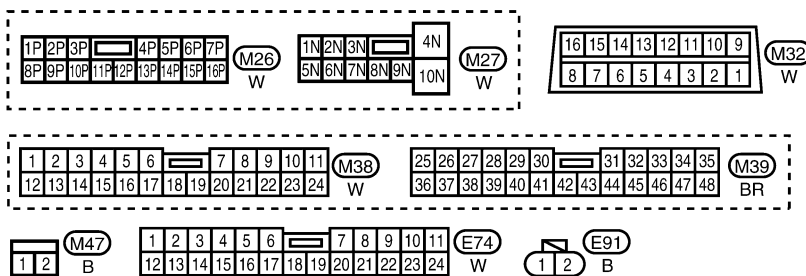 1P 2P 3P 4P 5P 6P 7P
8P 9P 10P 11P 12P 13P 14P 15P 16P
M26
W
1N 2N 3N 4N
5N 6N 7N 8N 9N 10N
M27
W
16 15 14 13 12 11 10 9
8 7 6 5 4 3 2 1
M32
W
1 2 3 4 5 6 7 8 9 10 11
12 13 14 15 16 17 18 19 20 21 22 23 24
M38
W
25 26 27 28 29 30 31 32 33 34 35
36 37 38 39 40 41 42 43 44 45 46 47 48
M39
BR
1 2
M47
B
1 2 3 4 5 6 7 8 9 10 11
12 13 14 15 16 17 18 19 20 21 22 23 24
E74
W
1 2
E91
B